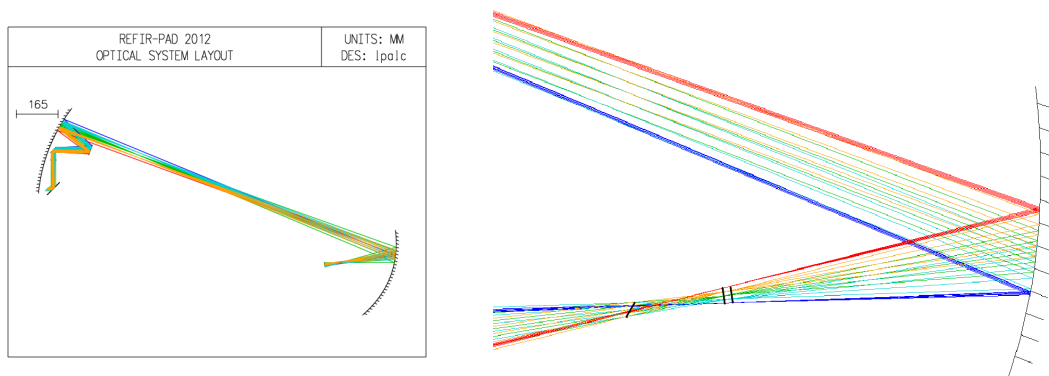 REFIR-PAD 2012
OPTICAL SYSTEM LAYOUT
UNITS: MM
DES: lpalc
165